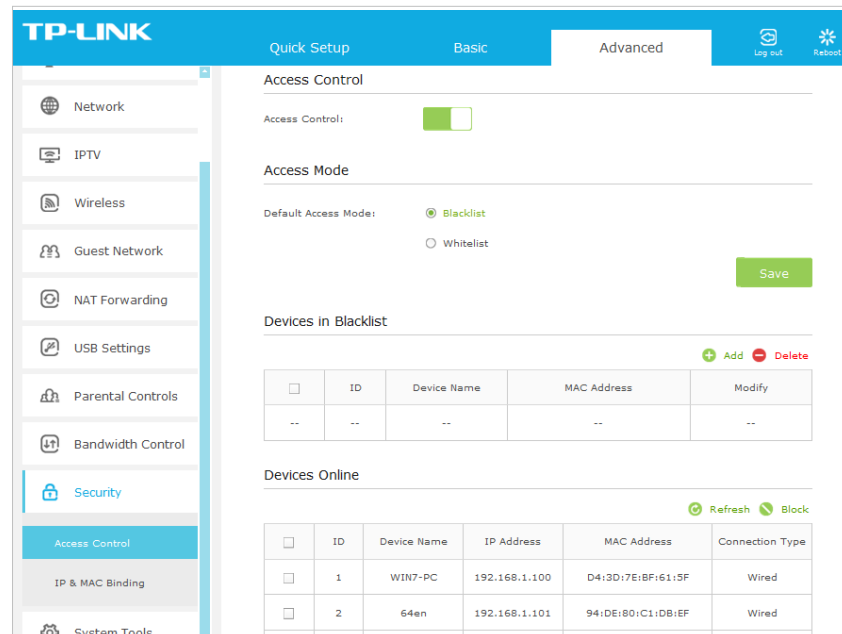 TP-LINK
Quick Setup Basic Advanced Log out Reboot
Network
IPTV
Wireless
Guest Network
NAT Forwarding
USB Settings
Parental Controls
Bandwidth Control
Security
Access Control
IP & MAC Binding
System Tools
Access Control
Access Control:
Access Mode
Default Access Mode: Blacklist
Whitelist
Save
Devices in Blacklist
Add Delete
ID Device Name MAC Address Modify
-- -- -- -- --
Devices Online
Refresh Block
ID Device Name IP Address MAC Address Connection Type
1 WIN7-PC 192.168.1.100 D4:3D:7E:BF:61:5F Wired
2 64en 192.168.1.101 94:DE:80:C1:DB:EF Wired